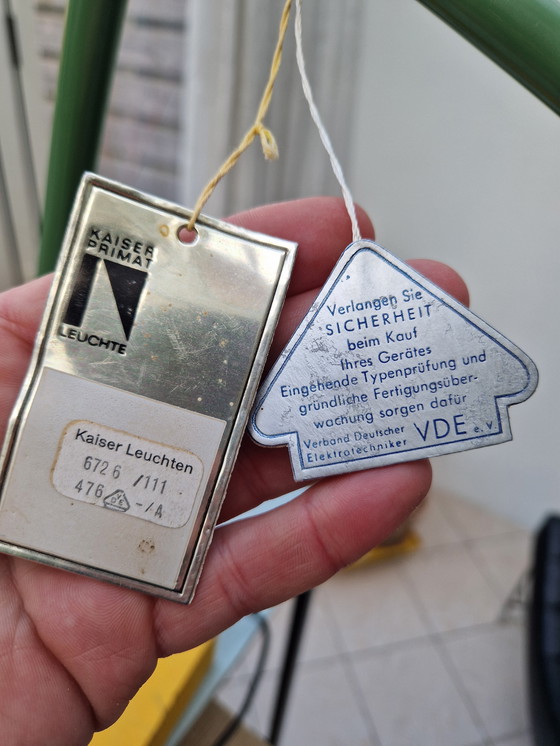 KAISER
PRIMAT
LEUCHTE
Kaiser Leuchten
6726 /111
476 -/A
Verlangen Sie
SICHERHEIT
beim Kauf
Ihres Gerätes
Eingehende Typenprüfung und
gründliche Fertigungsüber-
wachung sorgen dafür
Verband Deutscher
Elektrotechniker VDE e.V.